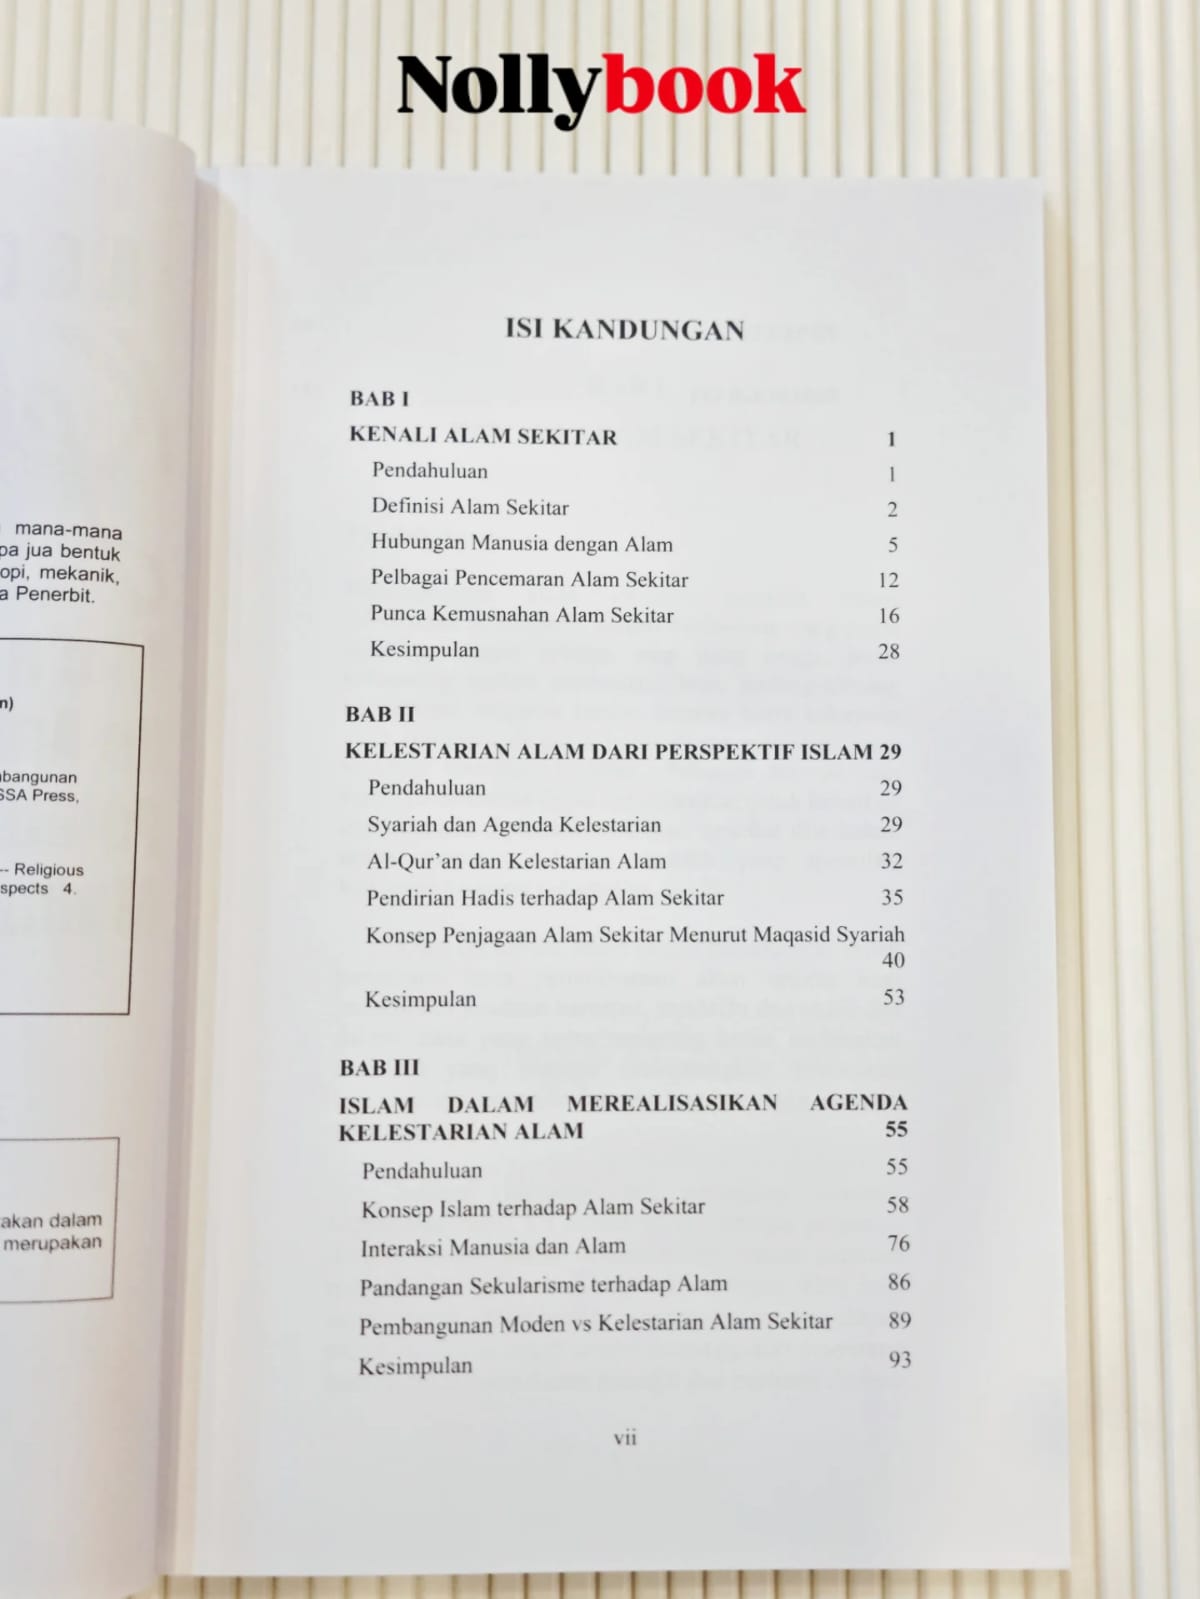 Nollybook
mana-mana
pa jua bentuk
opi, mekanik,
a Penerbit.
n)
nbangunan
SSA Press,
-- Religious
spects 4.
akan dalam
merupakan
ISI KANDUNGAN
BAB I
KENALI ALAM SEKITAR 1
Pendahuluan 1
Definisi Alam Sekitar 2
Hubungan Manusia dengan Alam 5
Pelbagai Pencemaran Alam Sekitar 12
Punca Kemusnahan Alam Sekitar 16
Kesimpulan 28
BAB II
KELESTARIAN ALAM DARI PERSPEKTIF ISLAM 29
Pendahuluan 29
Syariah dan Agenda Kelestarian 29
Al-Qur’an dan Kelestarian Alam 32
Pendirian Hadis terhadap Alam Sekitar 35
Konsep Penjagaan Alam Sekitar Menurut Maqasid Syariah
40
Kesimpulan 53
BAB III
ISLAM DALAM MEREALISASIKAN AGENDA
KELESTARIAN ALAM 55
Pendahuluan 55
Konsep Islam terhadap Alam Sekitar 58
Interaksi Manusia dan Alam 76
Pandangan Sekularisme terhadap Alam 86
Pembangunan Moden vs Kelestarian Alam Sekitar 89
Kesimpulan 93
vii